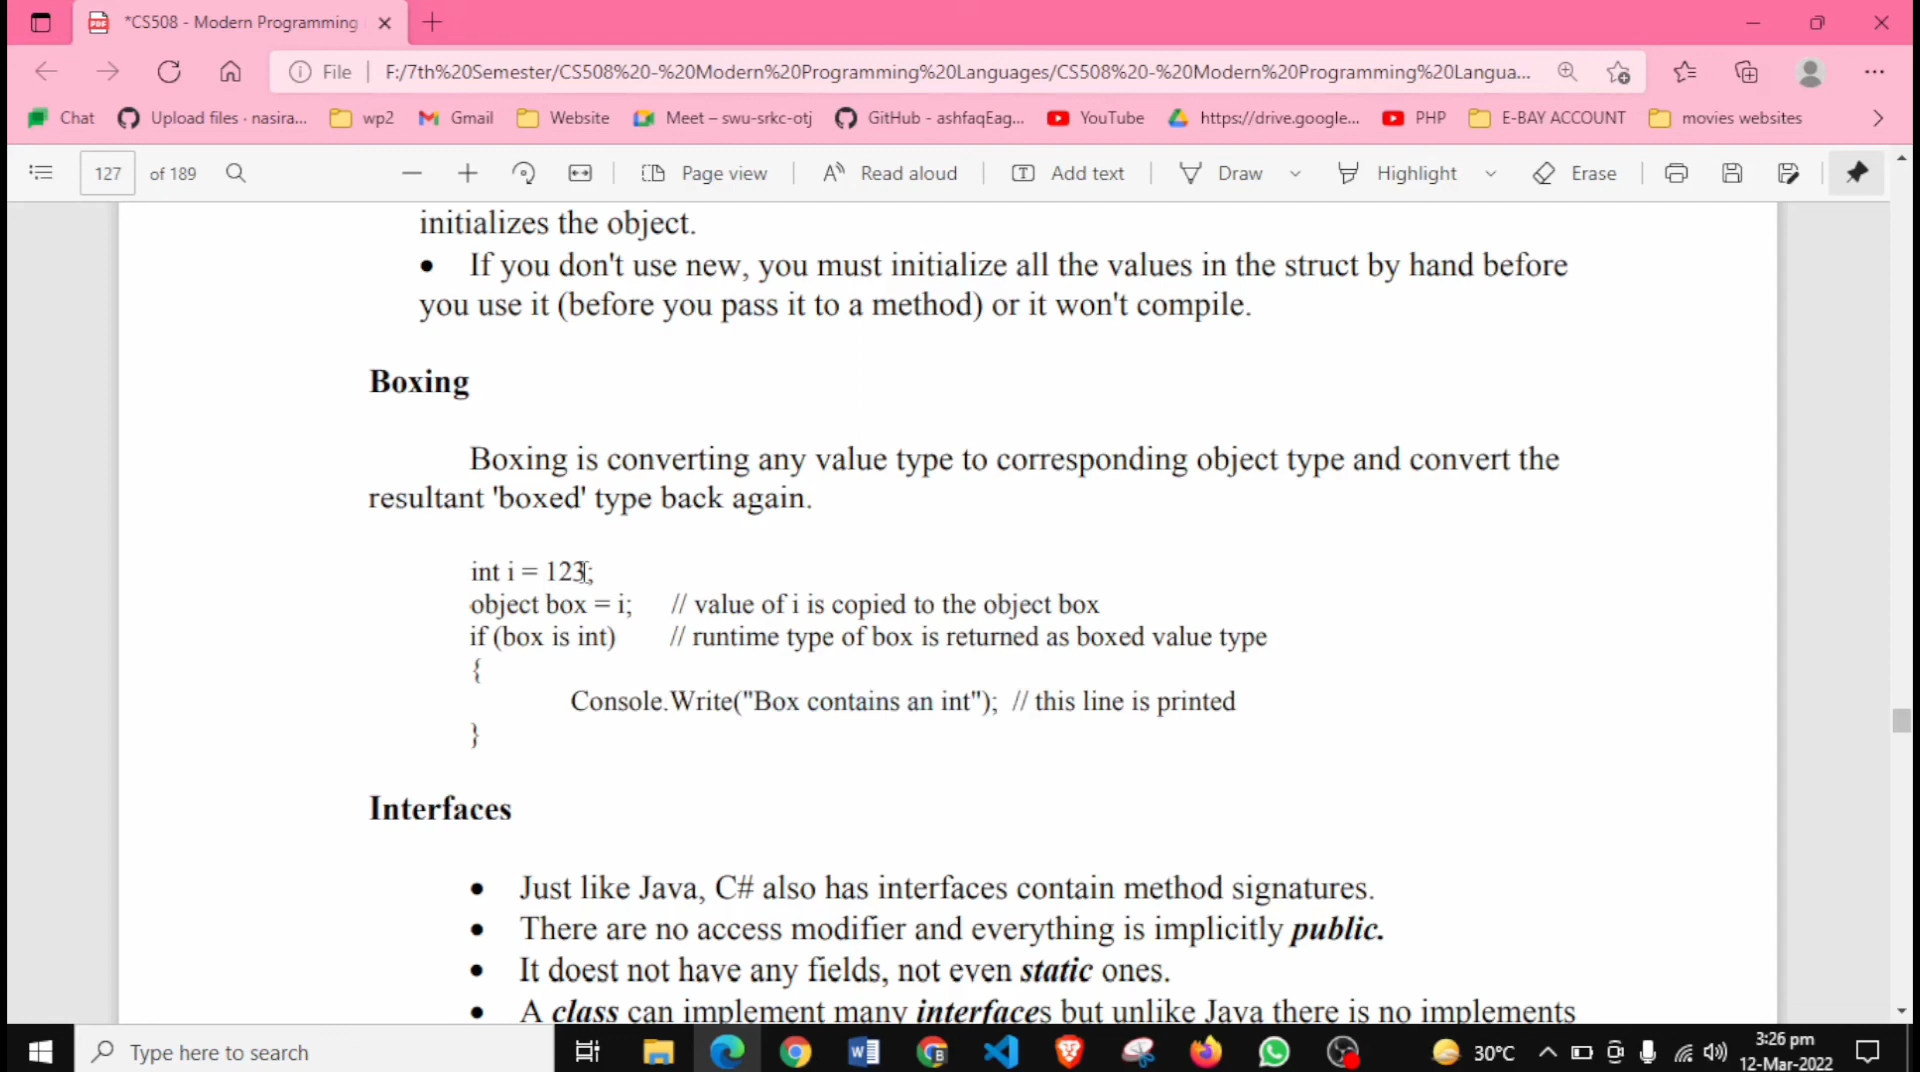 *CS508 - Modern Programming
File F:/7th%20Semester/CS508%20-%20Modern%20Programming%20Languages/CS508%20-%20Modern%20Programming%20Langua...
Chat Upload files · nasira... wp2 Gmail Website Meet – swu-srkc-otj GitHub - ashfaqEag... YouTube https://drive.google... PHP E-BAY ACCOUNT movies websites
127 of 189 Page view Read aloud Add text Draw Highlight Erase
initializes the object.
• If you don't use new, you must initialize all the values in the struct by hand before
you use it (before you pass it to a method) or it won't compile.
Boxing
Boxing is converting any value type to corresponding object type and convert the
resultant 'boxed' type back again.
int i = 123;
object box = i; // value of i is copied to the object box
if (box is int) // runtime type of box is returned as boxed value type
{
Console.Write("Box contains an int"); // this line is printed
}
Interfaces
• Just like Java, C# also has interfaces contain method signatures.
• There are no access modifier and everything is implicitly public.
• It doest not have any fields, not even static ones.
• A class can implement many interfaces but unlike Java there is no implements
Type here to search 30°C 3:26 pm
12-Mar-2022